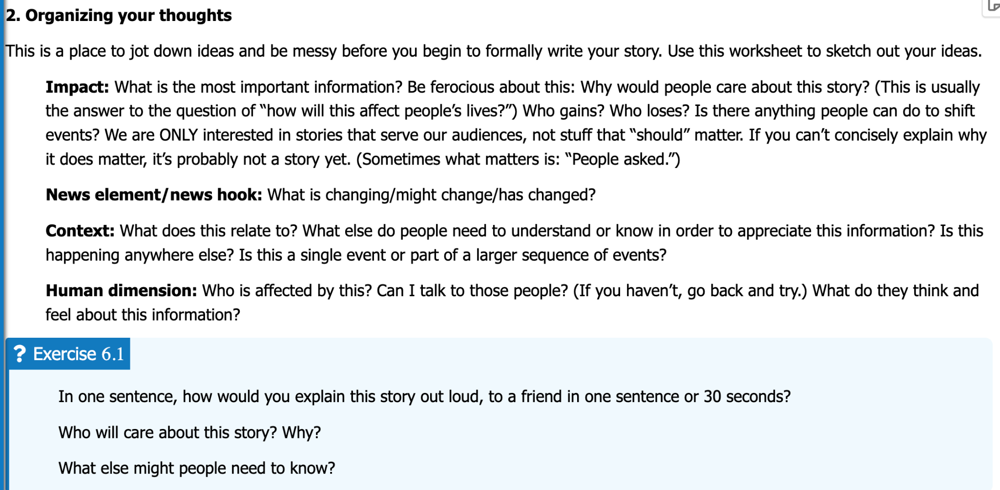 2. Organizing your thoughts
This is a place to jot down ideas and be messy before you begin to formally write your story. Use this worksheet to sketch out your ideas.
Impact: What is the most important information? Be ferocious about this: Why would people care about this story? (This is usually
the answer to the question of “how will this affect people’s lives?”) Who gains? Who loses? Is there anything people can do to shift
events? We are ONLY interested in stories that serve our audiences, not stuff that “should” matter. If you can’t concisely explain why
it does matter, it’s probably not a story yet. (Sometimes what matters is: “People asked.”)
News element/news hook: What is changing/might change/has changed?
Context: What does this relate to? What else do people need to understand or know in order to appreciate this information? Is this
happening anywhere else? Is this a single event or part of a larger sequence of events?
Human dimension: Who is affected by this? Can I talk to those people? (If you haven’t, go back and try.) What do they think and
feel about this information?
? Exercise 6.1
In one sentence, how would you explain this story out loud, to a friend in one sentence or 30 seconds?
Who will care about this story? Why?
What else might people need to know?